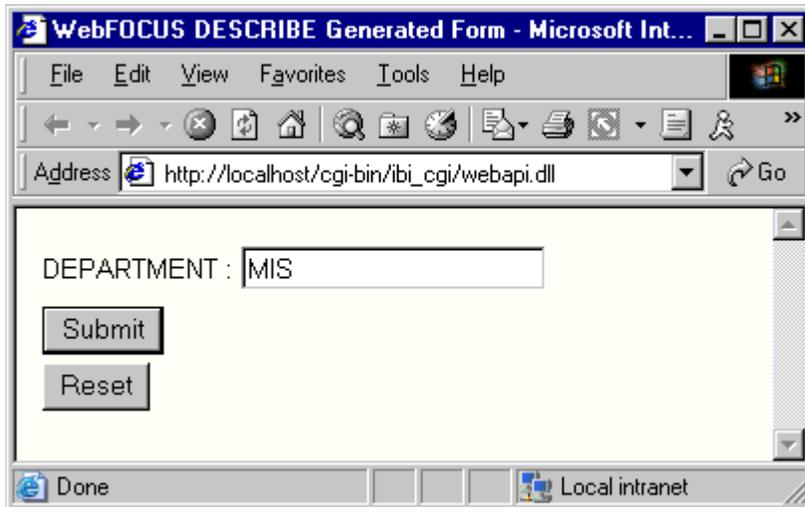 WebFOCUS DESCRIBE Generated Form - Microsoft Int...
File Edit View Favorites Tools Help
Address http://localhost/cgi-bin/ibi_cgi/webapi.dll Go
DEPARTMENT : MIS
Submit
Reset
Done Local intranet